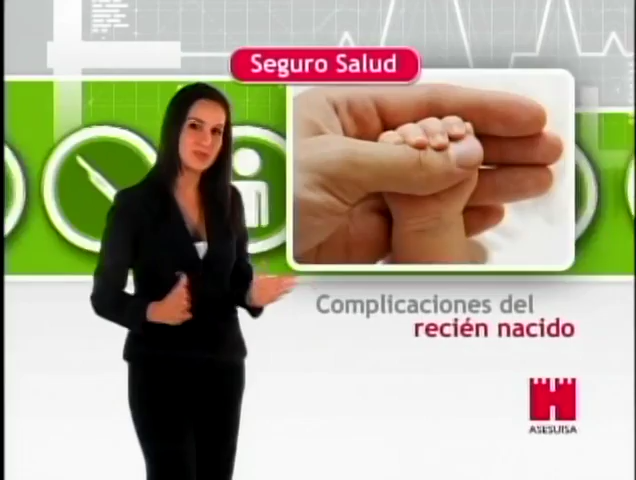 Seguro Salud
Complicaciones del
recién nacido
ASESUISA